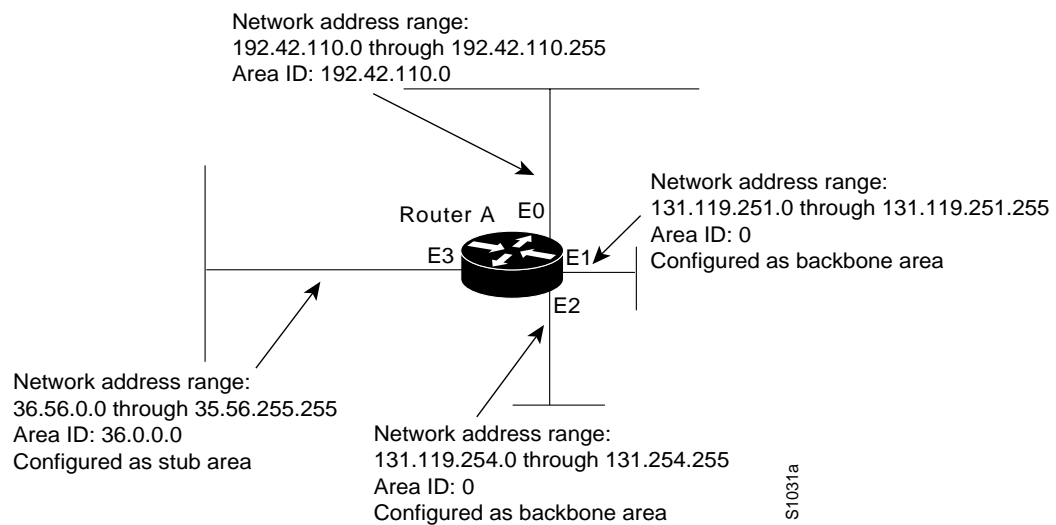 Network address range:
192.42.110.0 through 192.42.110.255
Area ID: 192.42.110.0
Network address range:
131.119.251.0 through 131.119.251.255
Area ID: 0
Configured as backbone area
Router A
E0
E3
E1
E2
Network address range:
36.56.0.0 through 35.56.255.255
Area ID: 36.0.0.0
Configured as stub area
Network address range:
131.119.254.0 through 131.254.255
Area ID: 0
Configured as backbone area
S1031a